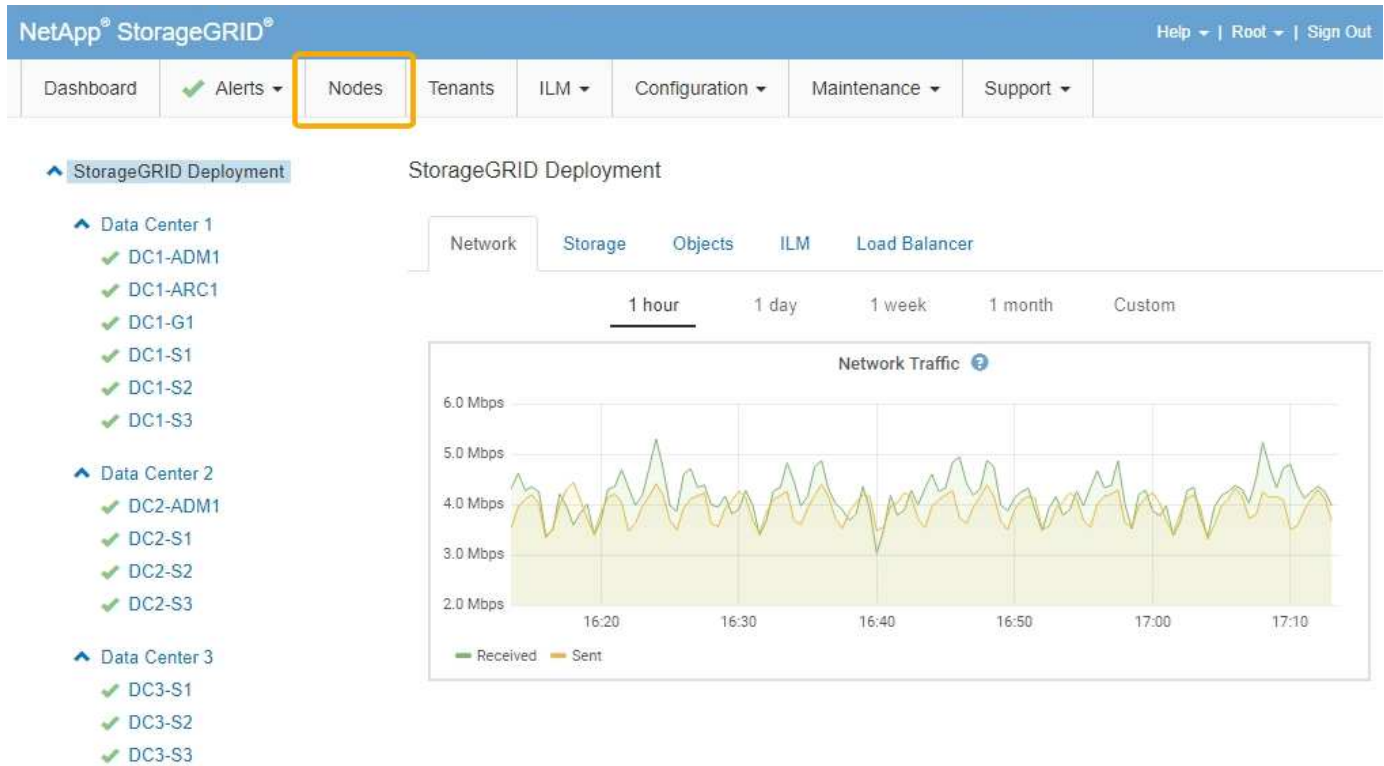 NetApp® StorageGRID®
Help | Root | Sign Out
Dashboard Alerts Nodes Tenants ILM Configuration Maintenance Support
StorageGRID Deployment
Data Center 1
DC1-ADM1
DC1-ARC1
DC1-G1
DC1-S1
DC1-S2
DC1-S3
Data Center 2
DC2-ADM1
DC2-S1
DC2-S2
DC2-S3
Data Center 3
DC3-S1
DC3-S2
DC3-S3
StorageGRID Deployment
Network Storage Objects ILM Load Balancer
1 hour 1 day 1 week 1 month Custom
Network Traffic ?
6.0 Mbps
5.0 Mbps
4.0 Mbps
3.0 Mbps
2.0 Mbps
16:20 16:30 16:40 16:50 17:00 17:10
Received Sent